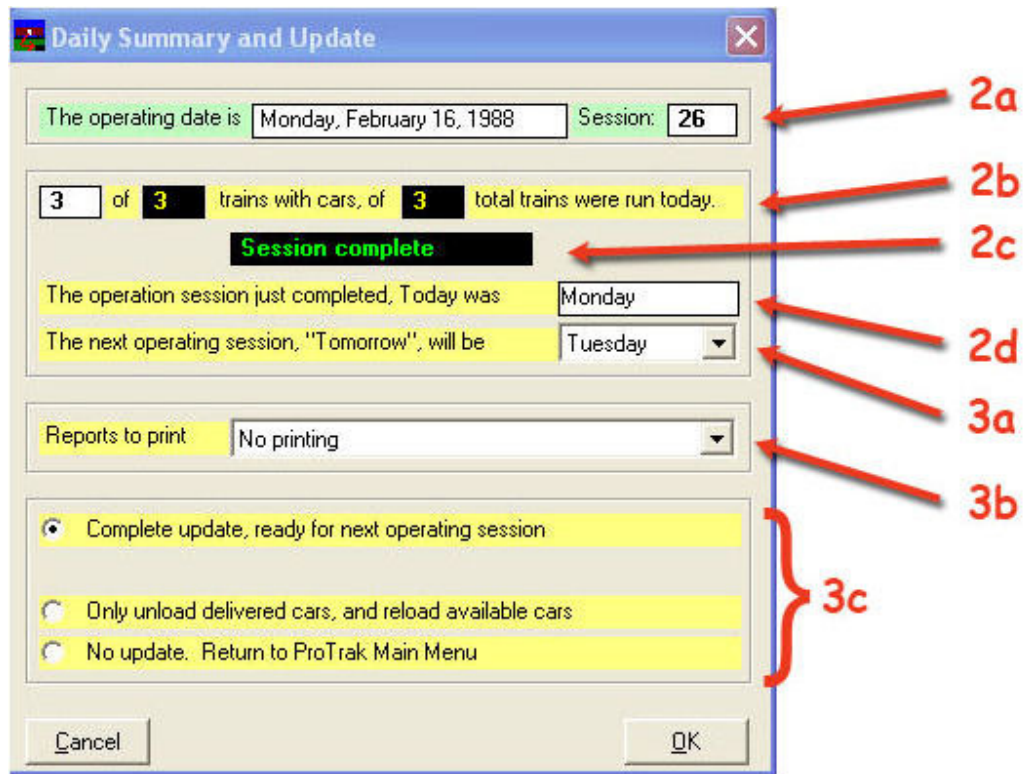 Daily Summary and Update
The operating date is Monday, February 16, 1988 Session: 26
2a
3 of 3 trains with cars, of 3 total trains were run today.
2b
Session complete
2c
The operation session just completed, Today was Monday
2d
The next operating session, "Tomorrow", will be Tuesday
3a
Reports to print No printing
3b
Complete update, ready for next operating session
Only unload delivered cars, and reload available cars
3c
No update. Return to ProTrak Main Menu
Cancel OK